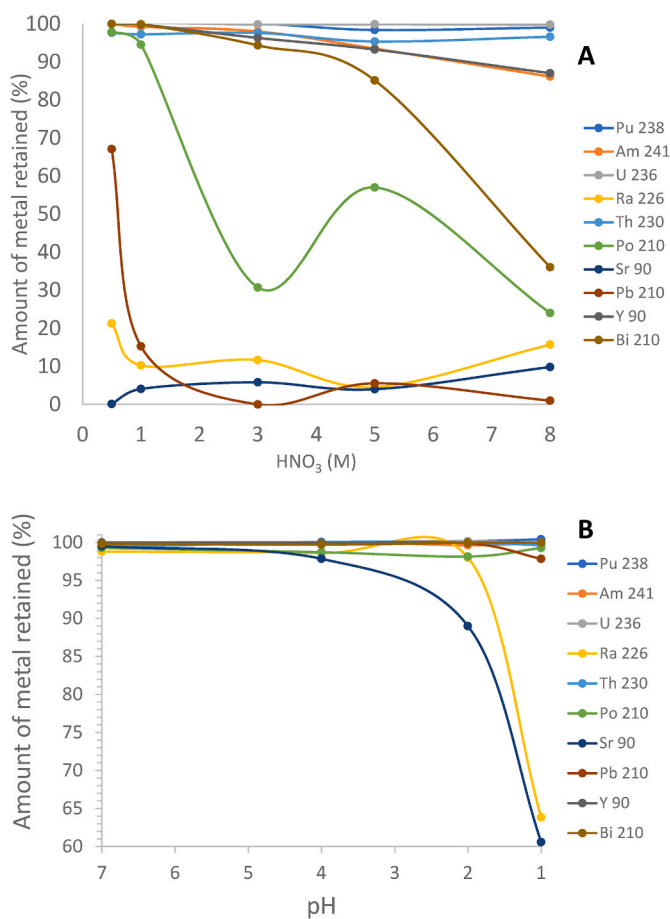 A
Amount of metal retained (%)
100
90
80
70
60
50
40
30
20
10
0
0 1 2 3 4 5 6 7 8
HNO₃ (M)
Pu 238
Am 241
U 236
Ra 226
Th 230
Po 210
Sr 90
Pb 210
Y 90
Bi 210
B
Amount of metal retained (%)
100
95
90
85
80
75
70
65
60
7 6 5 4 3 2 1
pH
Pu 238
Am 241
U 236
Ra 226
Th 230
Po 210
Sr 90
Pb 210
Y 90
Bi 210